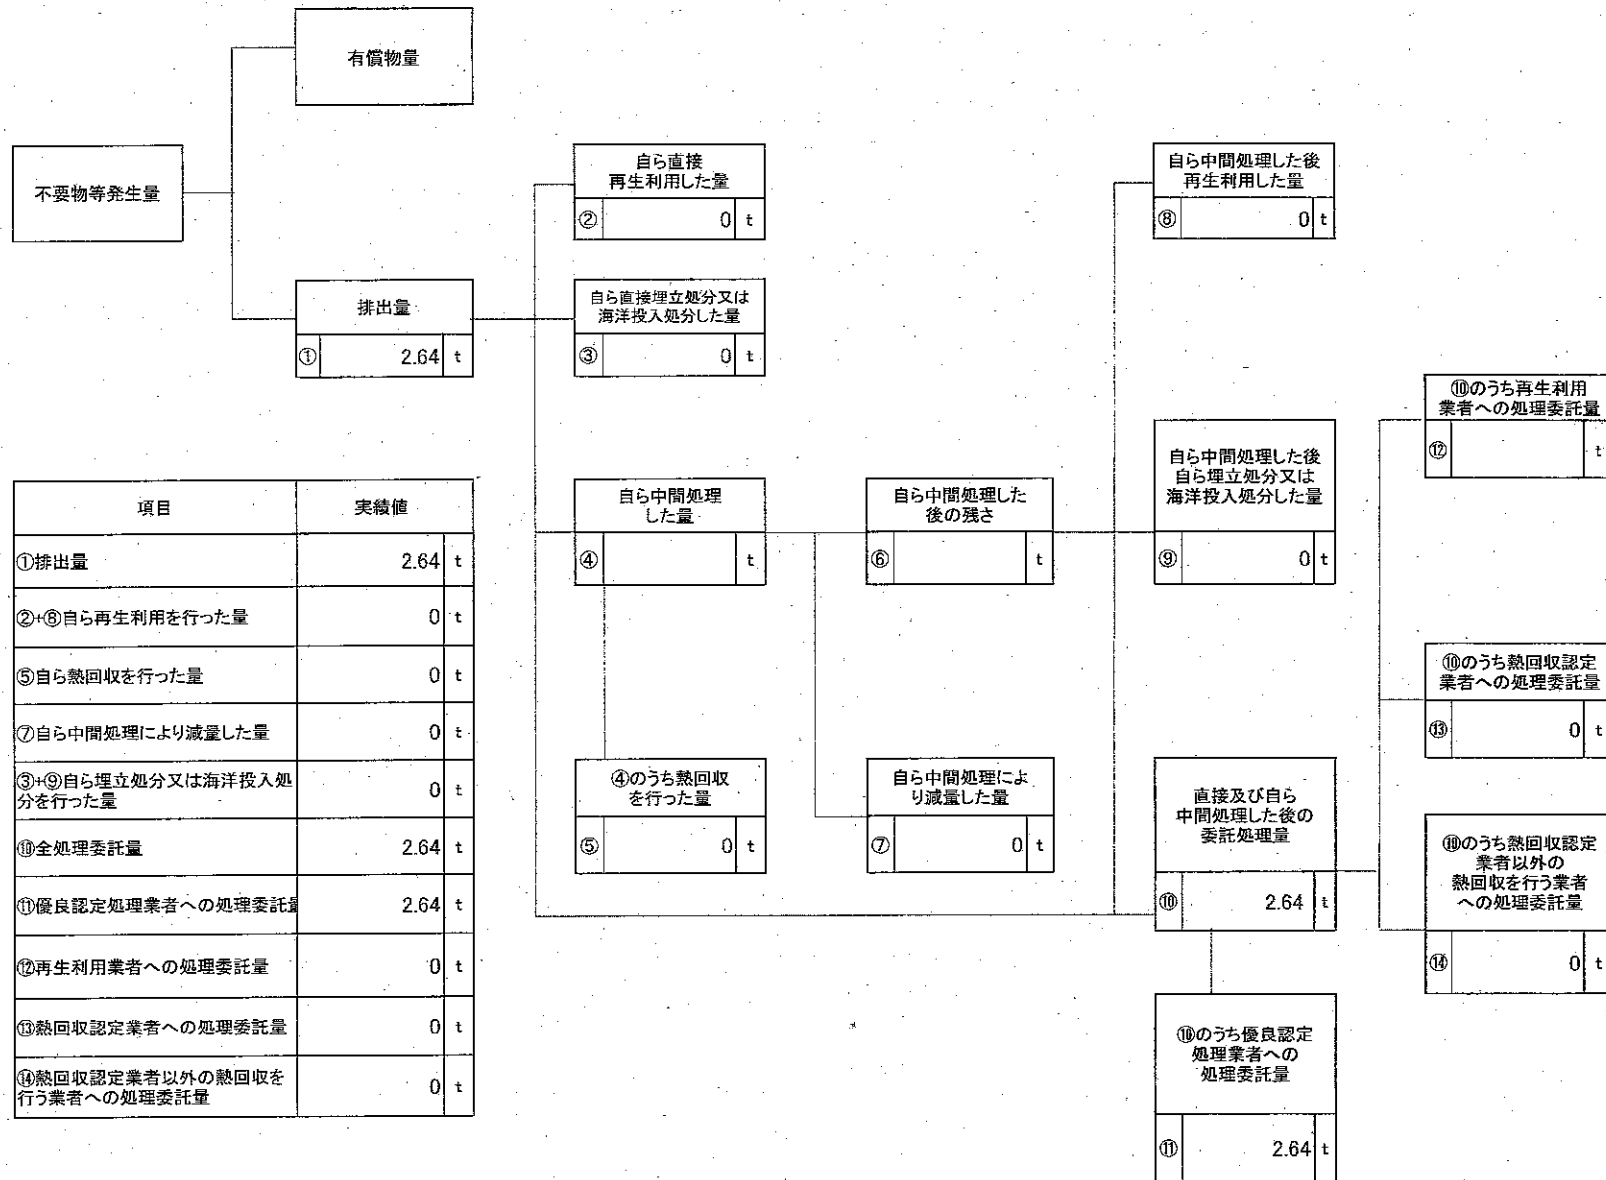 有償物量
不要物等発生量
排出量
① 2.64 t
自ら直接
再生利用した量
② 0 t
自ら直接埋立処分又は
海洋投入処分した量
③ 0 t
自ら中間処理
した量
④ t
④のうち熱回収
を行った量
⑤ 0 t
自ら中間処理した
後の残さ
⑥ t
自ら中間処理によ
り減量した量
⑦ 0 t
自ら中間処理した後
再生利用した量
⑧ 0 t
自ら中間処理した後
自ら埋立処分又は
海洋投入処分した量
⑨ 0 t
直接及び自ら
中間処理した後の
委託処理量
⑩ 2.64 t
⑩のうち優良認定
処理業者への
処理委託量
⑪ 2.64 t
⑩のうち再生利用
業者への処理委託量
⑫ t
⑩のうち熱回収認定
業者への処理委託量
⑬ 0 t
⑩のうち熱回収認定
業者以外の
熱回収を行う業者
への処理委託量
⑭ 0 t
項目 実績値
①排出量 2.64 t
②+⑧自ら再生利用を行った量 0 t
⑤自ら熱回収を行った量 0 t
⑦自ら中間処理により減量した量 0 t
③+⑨自ら埋立処分又は海洋投入処
分を行った量 0 t
⑩全処理委託量 2.64 t
⑪優良認定処理業者への処理委託量 2.64 t
⑫再生利用業者への処理委託量 0 t
⑬熱回収認定業者への処理委託量 0 t
⑭熱回収認定業者以外の熱回収を
行う業者への処理委託量 0 t